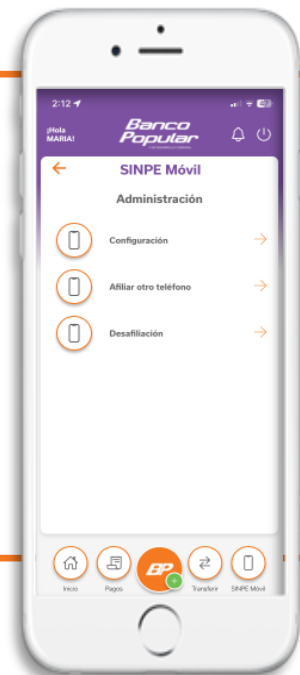 2:12
¡Hola
MARIA!
Banco
Popular
SINPE Móvil
Administración
Configuración
Afiliar otro teléfono
Desafiliación
BP
Inicio
Pagos
Transferir
SINPE Móvil